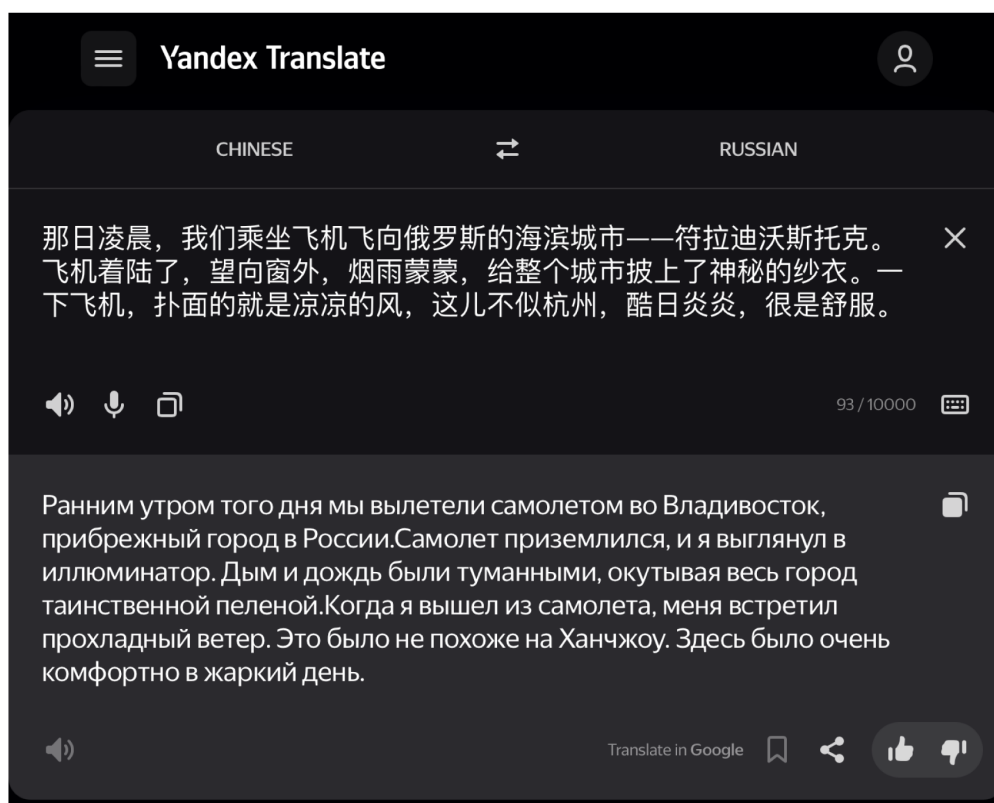 Yandex Translate
CHINESE
RUSSIAN
那日凌晨，我们乘坐飞机飞向俄罗斯的海滨城市——符拉迪沃斯托克。
飞机着陆了，望向窗外，烟雨蒙蒙，给整个城市披上了神秘的纱衣。一
下飞机，扑面的就是凉凉的风，这儿不似杭州，酷日炎炎，很是舒服。
93 / 10000
Ранним утром того дня мы вылетели самолетом во Владивосток,
прибрежный город в России.Самолет приземлился, и я выглянул в
иллюминатор. Дым и дождь были туманными, окутывая весь город
таинственной пеленой.Когда я вышел из самолета, меня встретил
прохладный ветер. Это было не похоже на Ханчжоу. Здесь было очень
комфортно в жаркий день.
Translate in Google